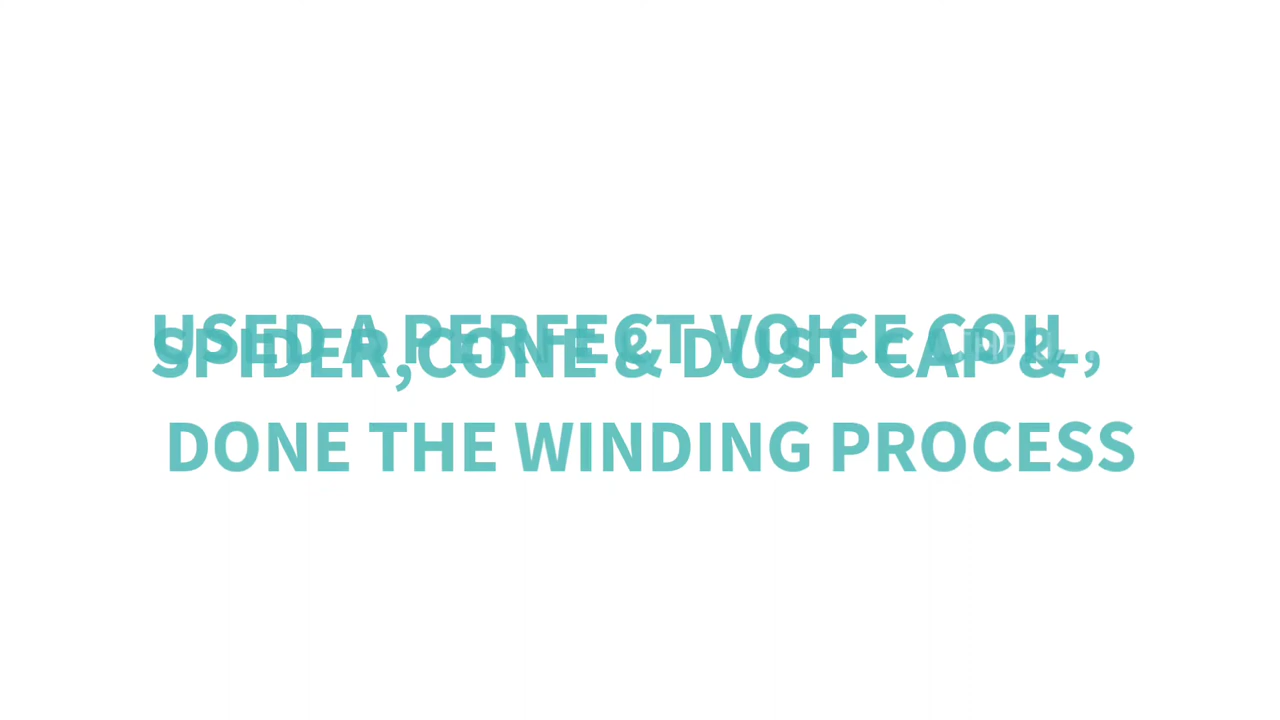 USED A PERFECT VOICE COIL,
SPIDER,CONE & DUST CAP &
DONE THE WINDING PROCESS